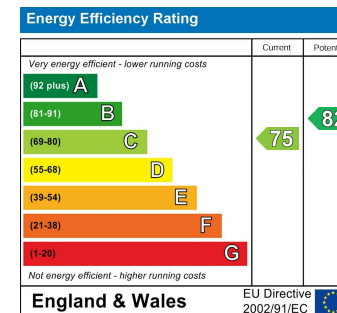 Energy Efficiency Rating
Current
Very energy efficient - lower running costs
(92 plus) A
(81-91) B
(69-80) C
75
(55-68) D
(39-54) E
(21-38) F
(1-20) G
Not energy efficient - higher running costs
England & Wales
EU Directive
2002/91/EC